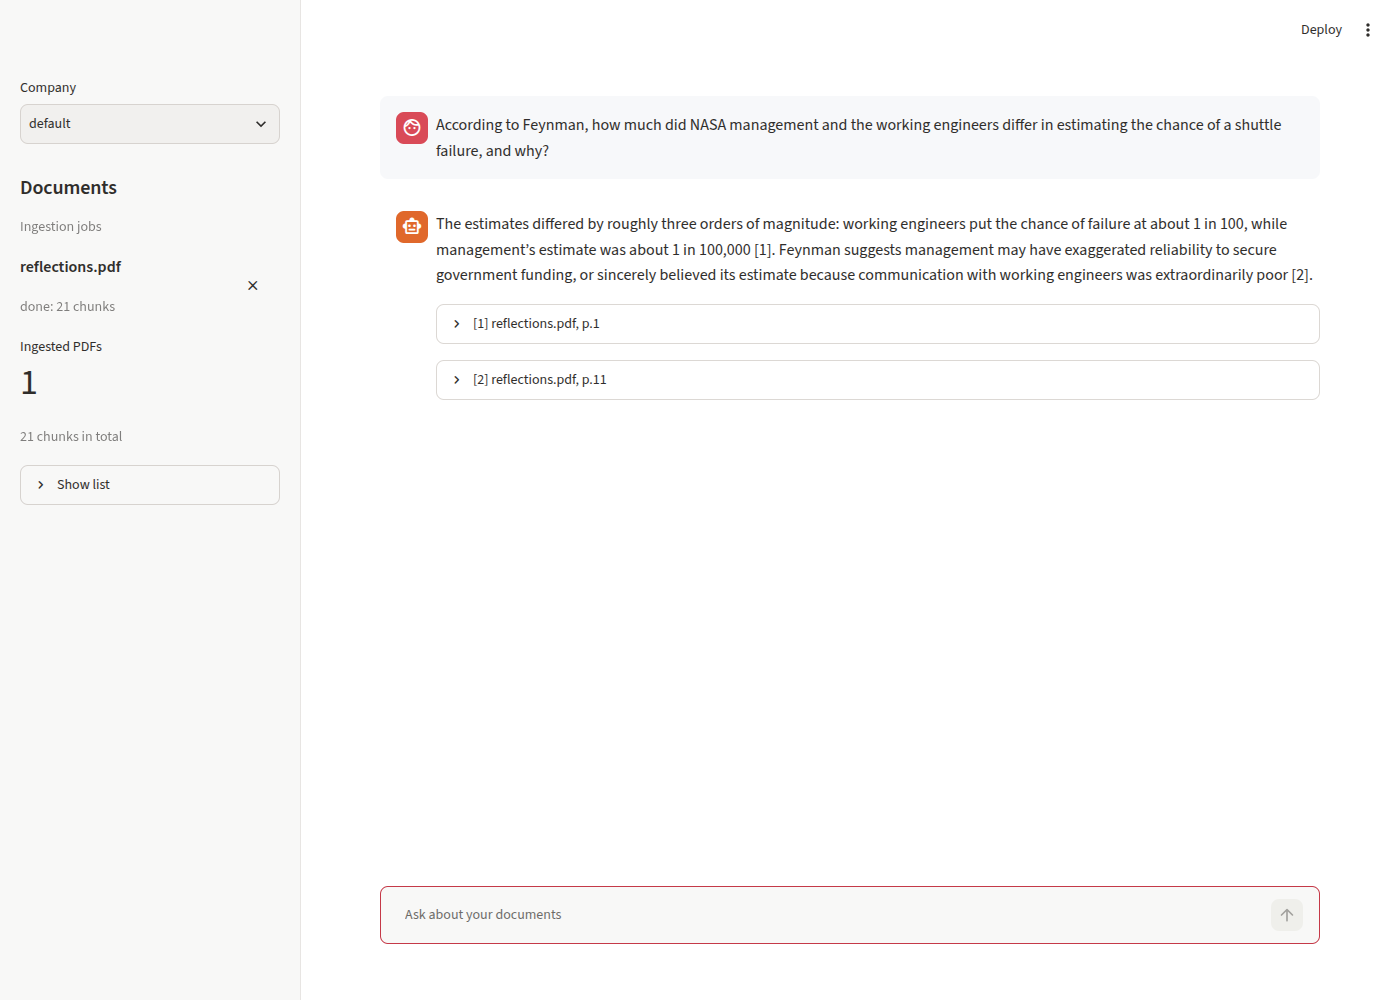 Deploy
Company
default
Documents
Ingestion jobs
reflections.pdf
done: 21 chunks
Ingested PDFs
1
21 chunks in total
Show list
According to Feynman, how much did NASA management and the working engineers differ in estimating the chance of a shuttle
failure, and why?
The estimates differed by roughly three orders of magnitude: working engineers put the chance of failure at about 1 in 100, while
management’s estimate was about 1 in 100,000 [1]. Feynman suggests management may have exaggerated reliability to secure
government funding, or sincerely believed its estimate because communication with working engineers was extraordinarily poor [2].
[1] reflections.pdf, p.1
[2] reflections.pdf, p.11
Ask about your documents